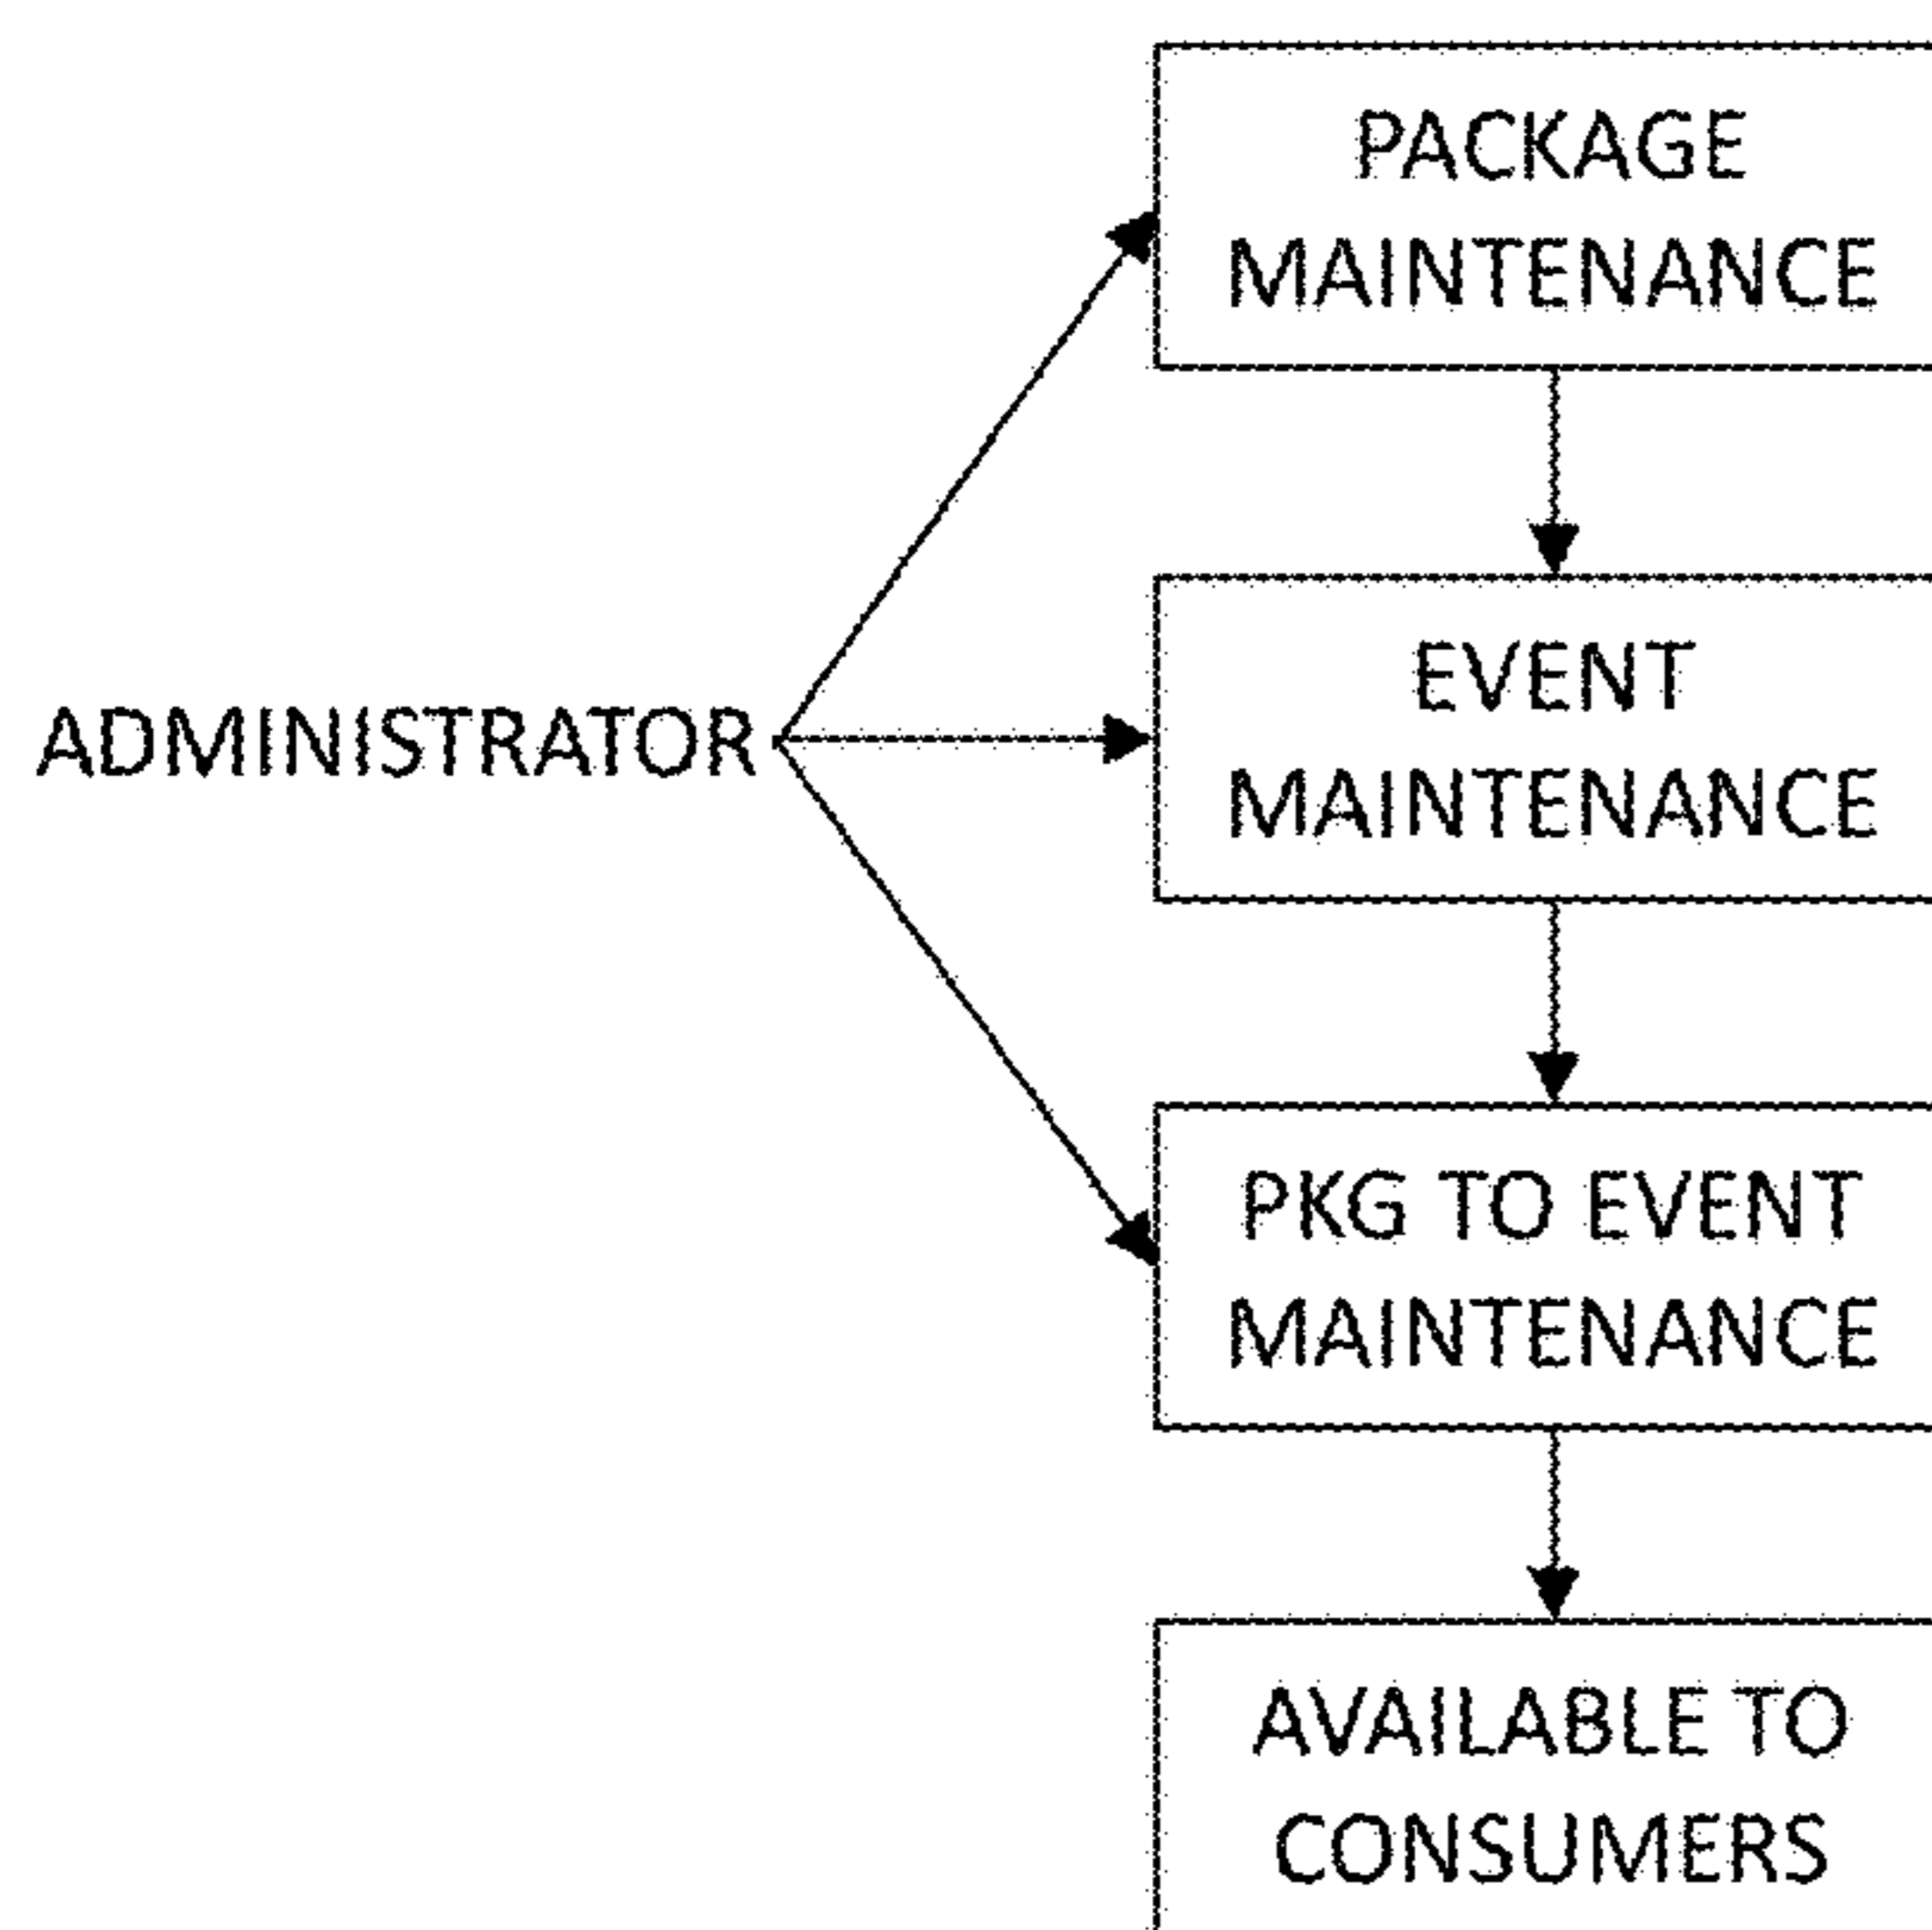 PACKAGE
MAINTENANCE
EVENT
MAINTENANCE
ADMINISTRATOR
PKG TO EVENT
MAINTENANCE
AVAILABLE TO
CONSUMERS